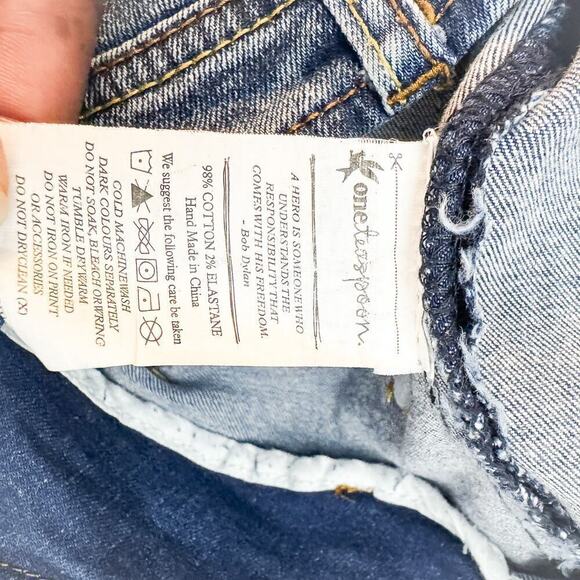 oneteaspoon.
A HERO IS SOMEONE WHO
UNDERSTANDS THE
RESPONSIBILITY THAT
COMES WITH HIS FREEDOM.
- Bob Dylan
98% COTTON 2% ELASTANE
Hand Made in
China
We suggest the following care be taken
COLD MACHINE WASH
DARK COLOURS SEPARATELY
DO NOT SOAK, BLEACH OR WRING
TUMBLE DRY WARM
WARM IRON IF NEEDED
DO NOT IRON ON PRINT
OR ACCESSORIES
DO NOT DRYCLEAN (X)